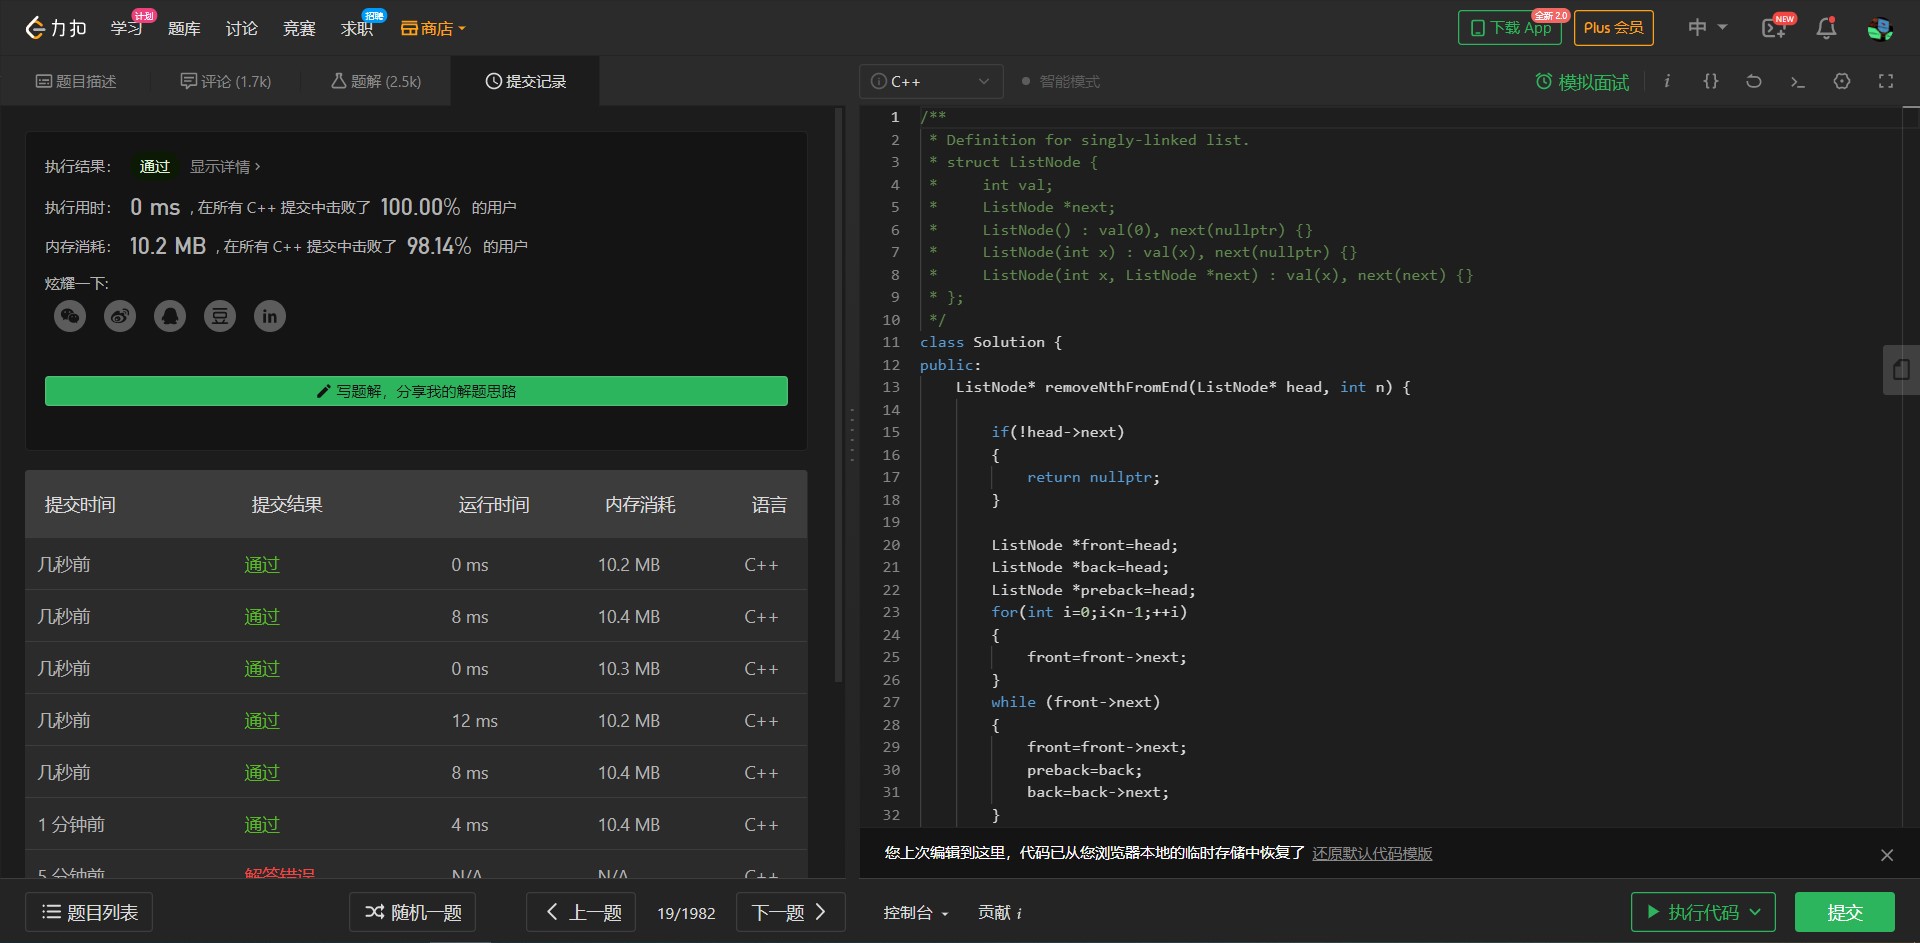 力扣 学习 计划 题库 讨论 竞赛 求职 招聘 商店 下载 App 全新 2.0 Plus 会员 中 NEW
题目描述 评论 (1.7k) 题解 (2.5k) 提交记录
C++ 智能模式 模拟面试
执行结果： 通过 显示详情 ›
执行用时： 0 ms , 在所有 C++ 提交中击败了 100.00% 的用户
内存消耗： 10.2 MB , 在所有 C++ 提交中击败了 98.14% 的用户
炫耀一下:
in
写题解，分享我的解题思路
提交时间 提交结果 运行时间 内存消耗 语言
几秒前 通过 0 ms 10.2 MB C++
几秒前 通过 8 ms 10.4 MB C++
几秒前 通过 0 ms 10.3 MB C++
几秒前 通过 12 ms 10.2 MB C++
几秒前 通过 8 ms 10.4 MB C++
1 分钟前 通过 4 ms 10.4 MB C++
5 分钟前 解答错误 N/A N/A C++
1 /**
2 * Definition for singly-linked list.
3 * struct ListNode {
4 *     int val;
5 *     ListNode *next;
6 *     ListNode() : val(0), next(nullptr) {}
7 *     ListNode(int x) : val(x), next(nullptr) {}
8 *     ListNode(int x, ListNode *next) : val(x), next(next) {}
9 * };
10 */
11 class Solution {
12 public:
13     ListNode* removeNthFromEnd(ListNode* head, int n) {
14
15         if(!head->next)
16         {
17             return nullptr;
18         }
19
20         ListNode *front=head;
21         ListNode *back=head;
22         ListNode *preback=head;
23         for(int i=0;i<n-1;++i)
24         {
25             front=front->next;
26         }
27         while (front->next)
28         {
29             front=front->next;
30             preback=back;
31             back=back->next;
32         }
您上次编辑到这里，代码已从您浏览器本地的临时存储中恢复了 还原默认代码模版
题目列表 随机一题 上一题 19/1982 下一题 控制台 贡献 i 执行代码 提交